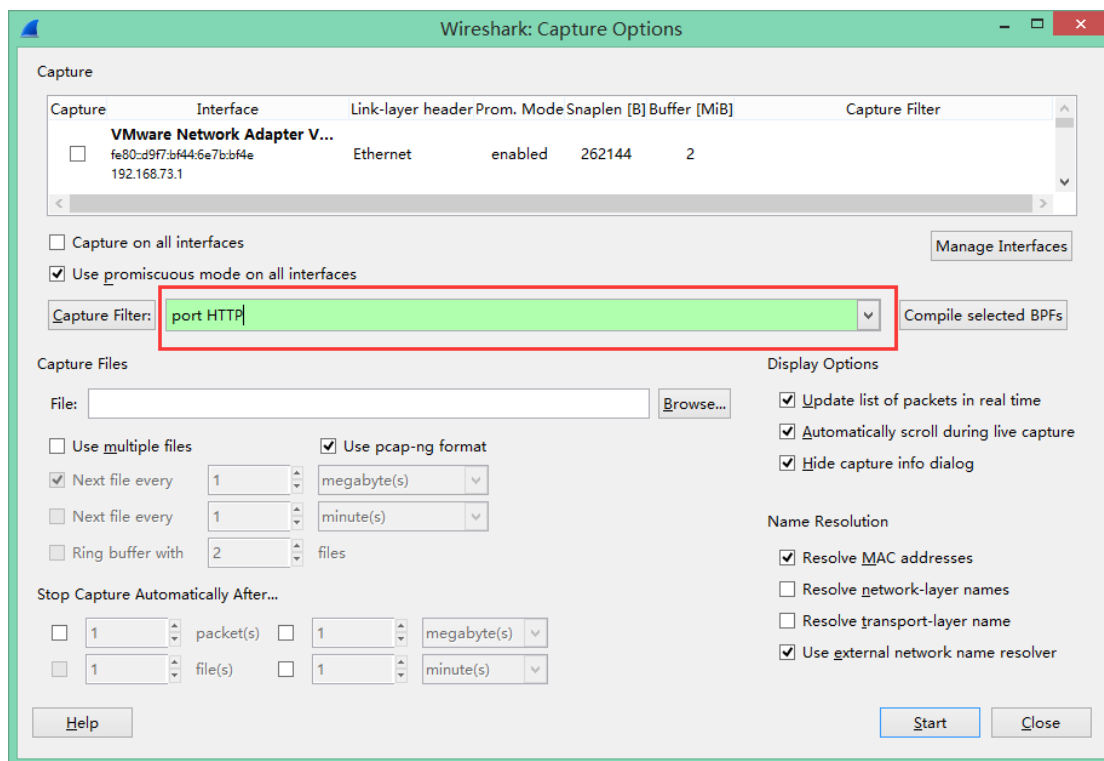 Wireshark: Capture Options
Capture
Capture Interface Link-layer header Prom. Mode Snaplen [B] Buffer [MiB] Capture Filter
VMware Network Adapter V...
fe80::d9f7:bf44:6e7b:bf4e Ethernet enabled 262144 2
192.168.73.1
Capture on all interfaces
Manage Interfaces
Use promiscuous mode on all interfaces
Capture Filter: port HTTP Compile selected BPFs
Capture Files
File: Browse...
Use multiple files Use pcap-ng format
Next file every 1 megabyte(s)
Next file every 1 minute(s)
Ring buffer with 2 files
Stop Capture Automatically After...
1 packet(s) 1 megabyte(s)
1 file(s) 1 minute(s)
Display Options
Update list of packets in real time
Automatically scroll during live capture
Hide capture info dialog
Name Resolution
Resolve MAC addresses
Resolve network-layer names
Resolve transport-layer name
Use external network name resolver
Help Start Close